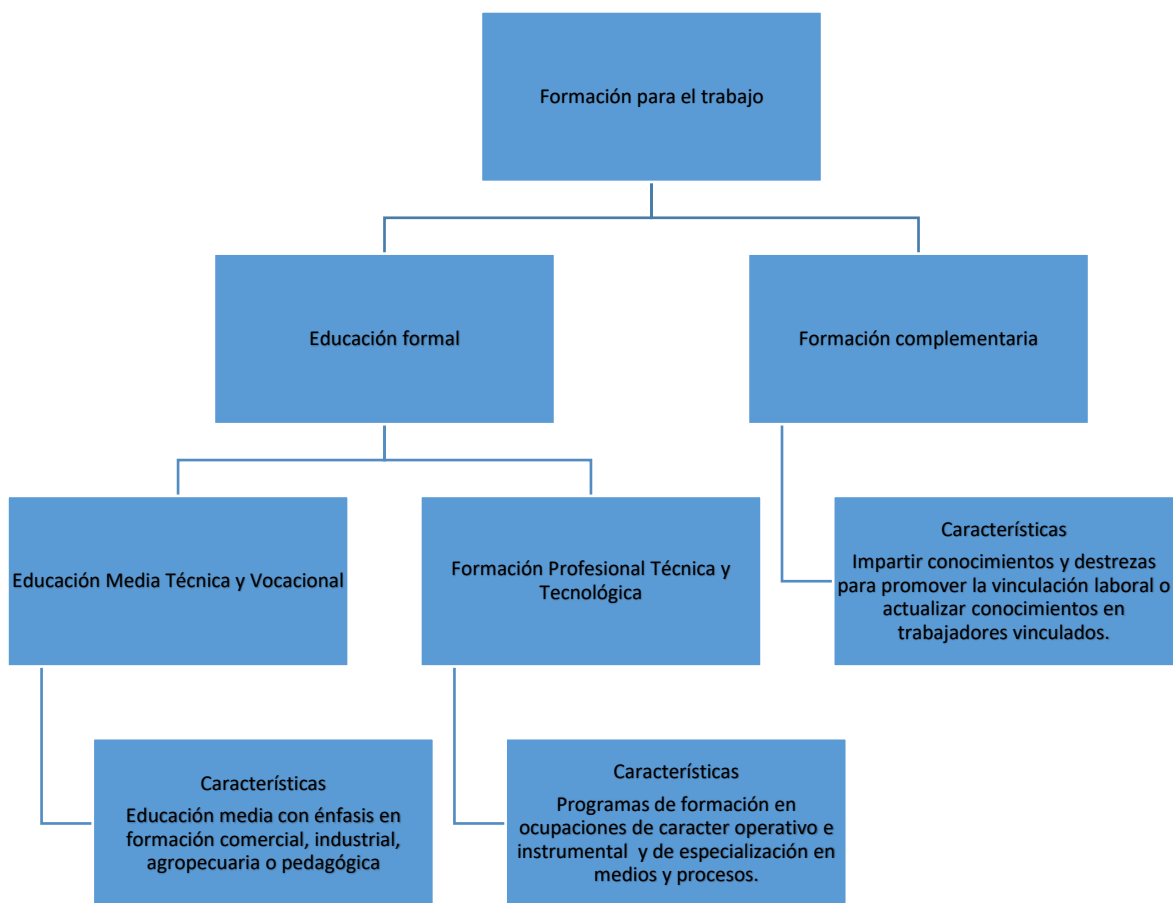 Formación para el trabajo
Educación formal
Formación complementaria
Educación Media Técnica y Vocacional
Formación Profesional Técnica y
Tecnológica
Características
Impartir conocimientos y destrezas
para promover la vinculación laboral o
actualizar conocimientos en
trabajadores vinculados.
Características
Educación media con énfasis en
formación comercial, industrial,
agropecuaria o pedagógica
Características
Programas de formación en
ocupaciones de caracter operativo e
instrumental y de especialización en
medios y procesos.